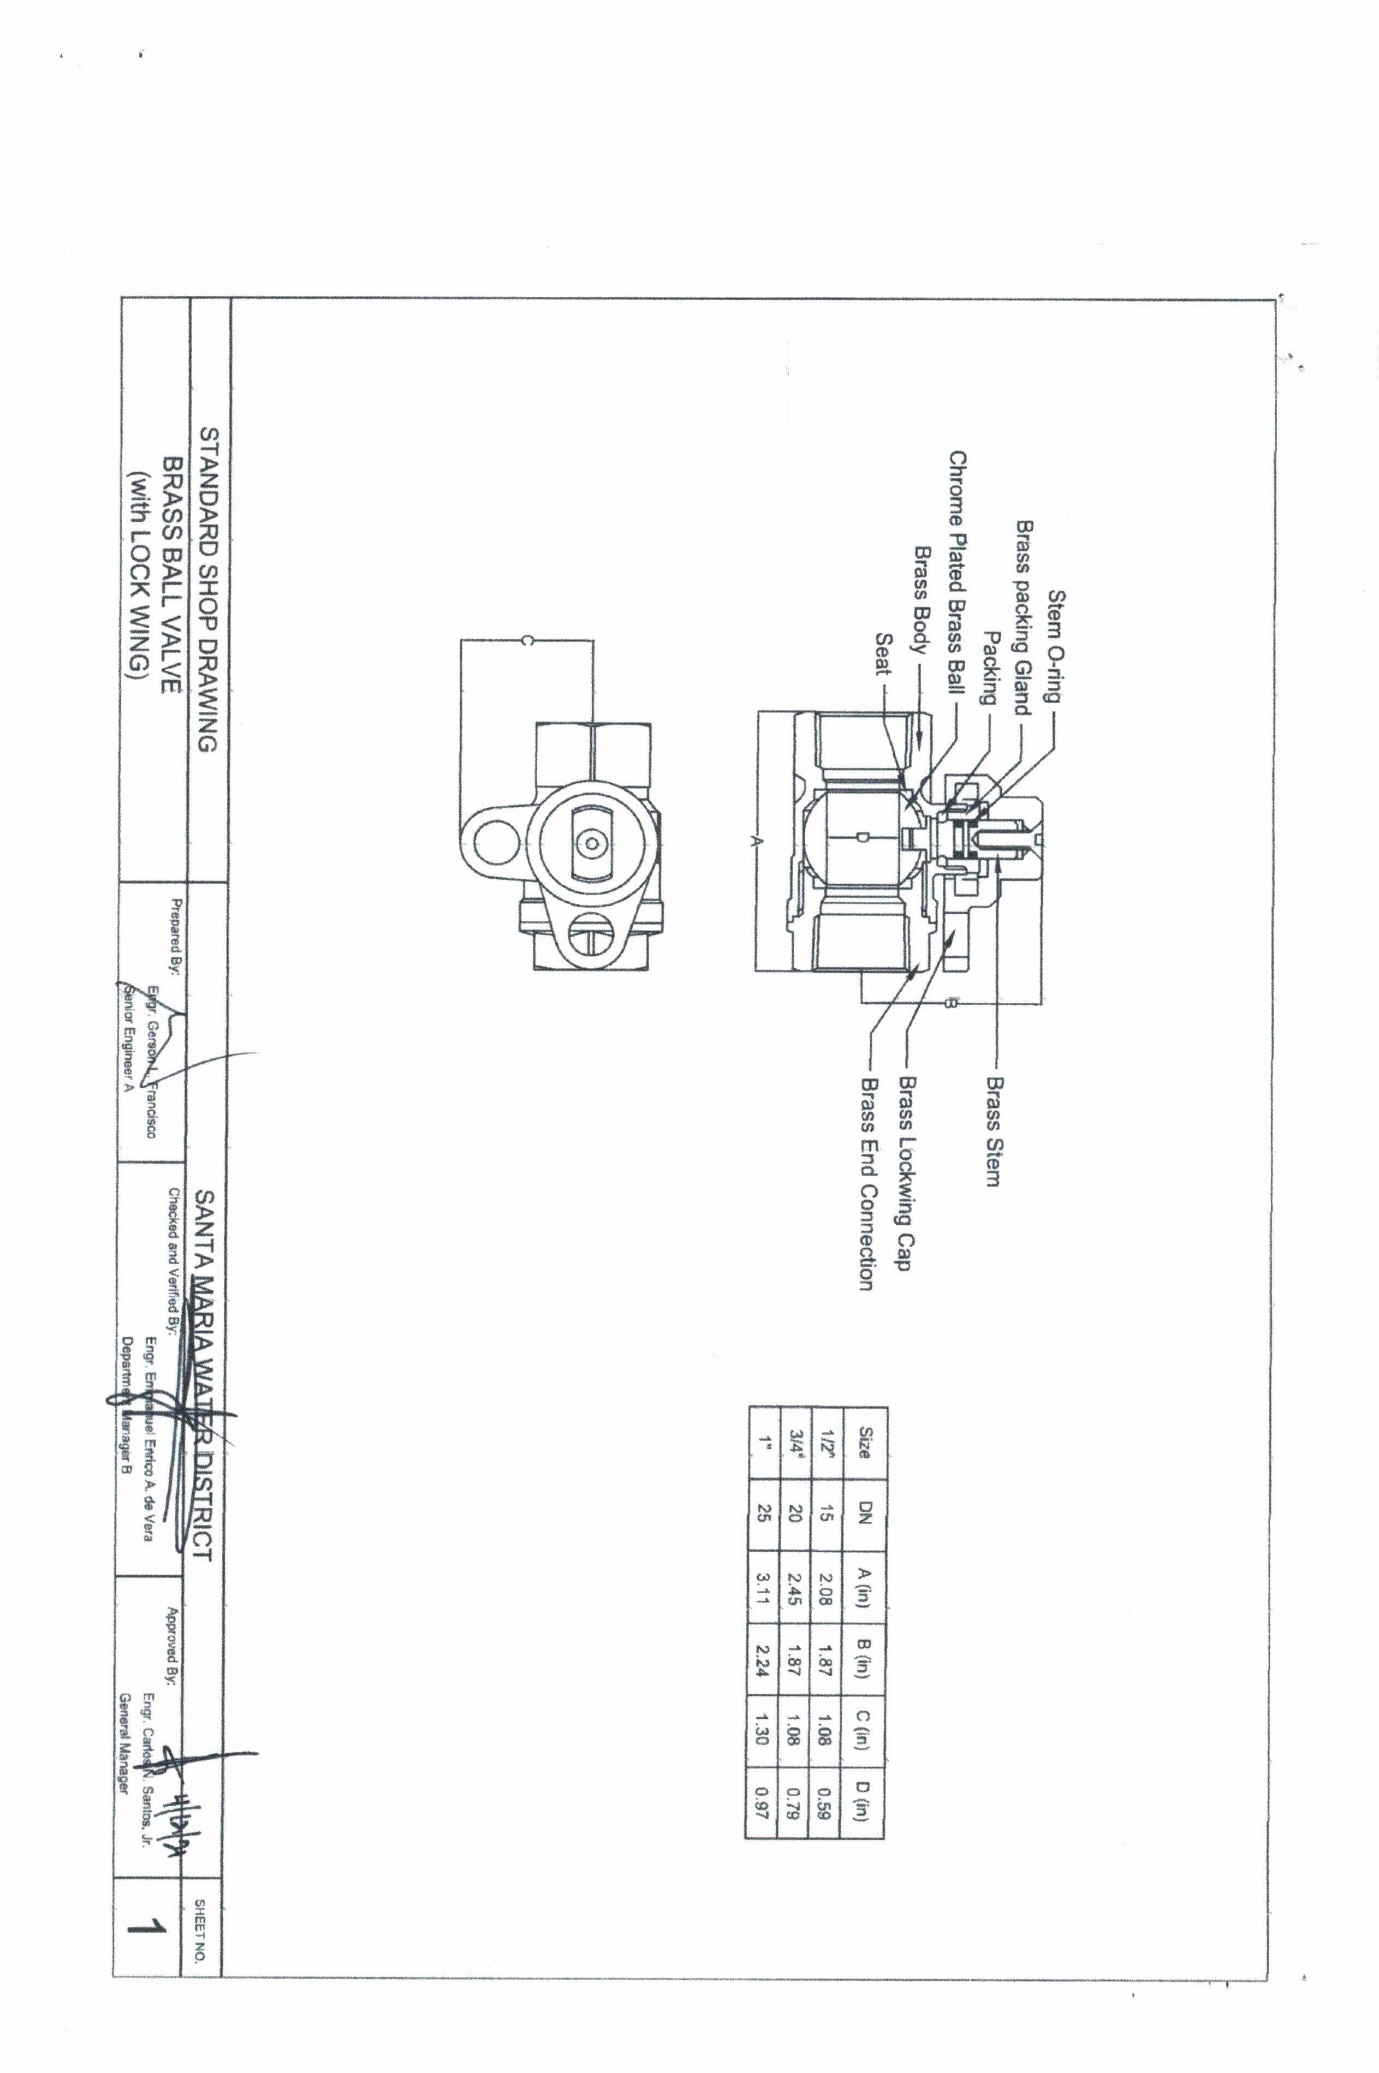 Stem O-ring
Brass packing Gland
Packing
Chrome Plated Brass Ball
Brass Body
Seat
Brass Stem
Brass Lockwing Cap
Brass End Connection
A
B
C
D
Size DN A (in) B (in) C (in) D (in)
1/2" 15 2.08 1.87 1.08 0.59
3/4" 20 2.45 1.87 1.08 0.79
1" 25 3.11 2.24 1.30 0.97
STANDARD SHOP DRAWING
BRASS BALL VALVE
(with LOCK WING)
SANTA MARIA WATER DISTRICT
Prepared By:
Engr. Gerson L. Francisco
Senior Engineer A
Checked and Verified By:
Engr. Emmanuel Enrico A. de Vera
Department Manager B
Approved By:
Engr. Carlos N. Santos, Jr.
General Manager
4/12/21
SHEET NO.
1